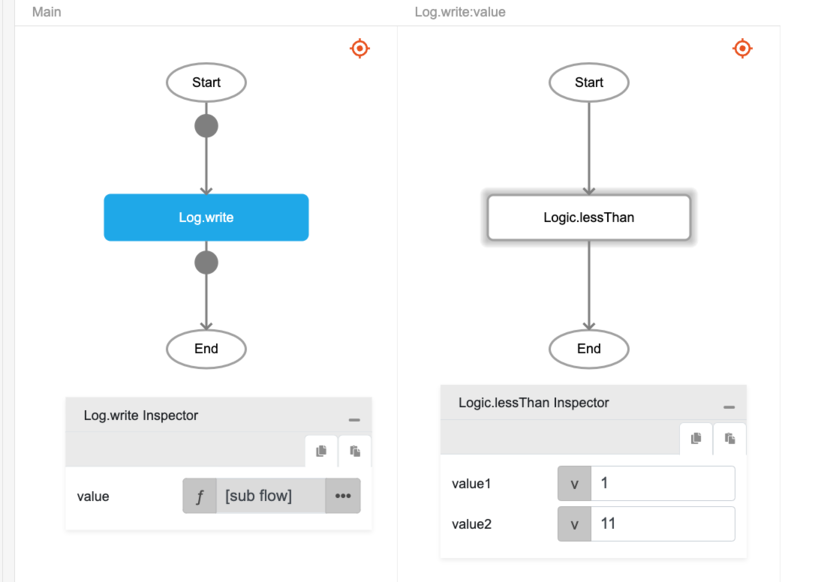 Main
Log.write:value
Start
Start
Log.write
Logic.lessThan
End
End
Log.write Inspector
Logic.lessThan Inspector
value
f
[sub flow]
•••
value1
v
1
value2
v
11